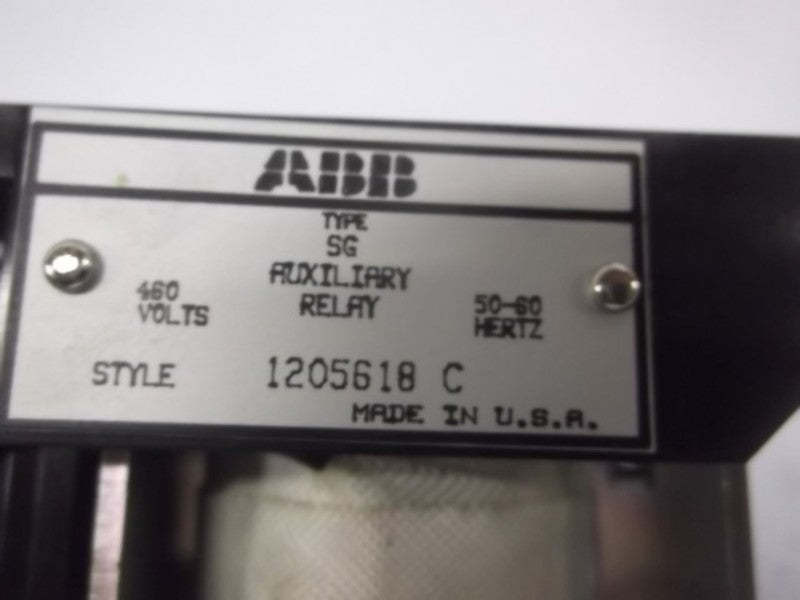 ABB
TYPE
SG
AUXILIARY
RELAY
460
VOLTS
50-60
HERTZ
STYLE 1205618 C
MADE IN U.S.A.